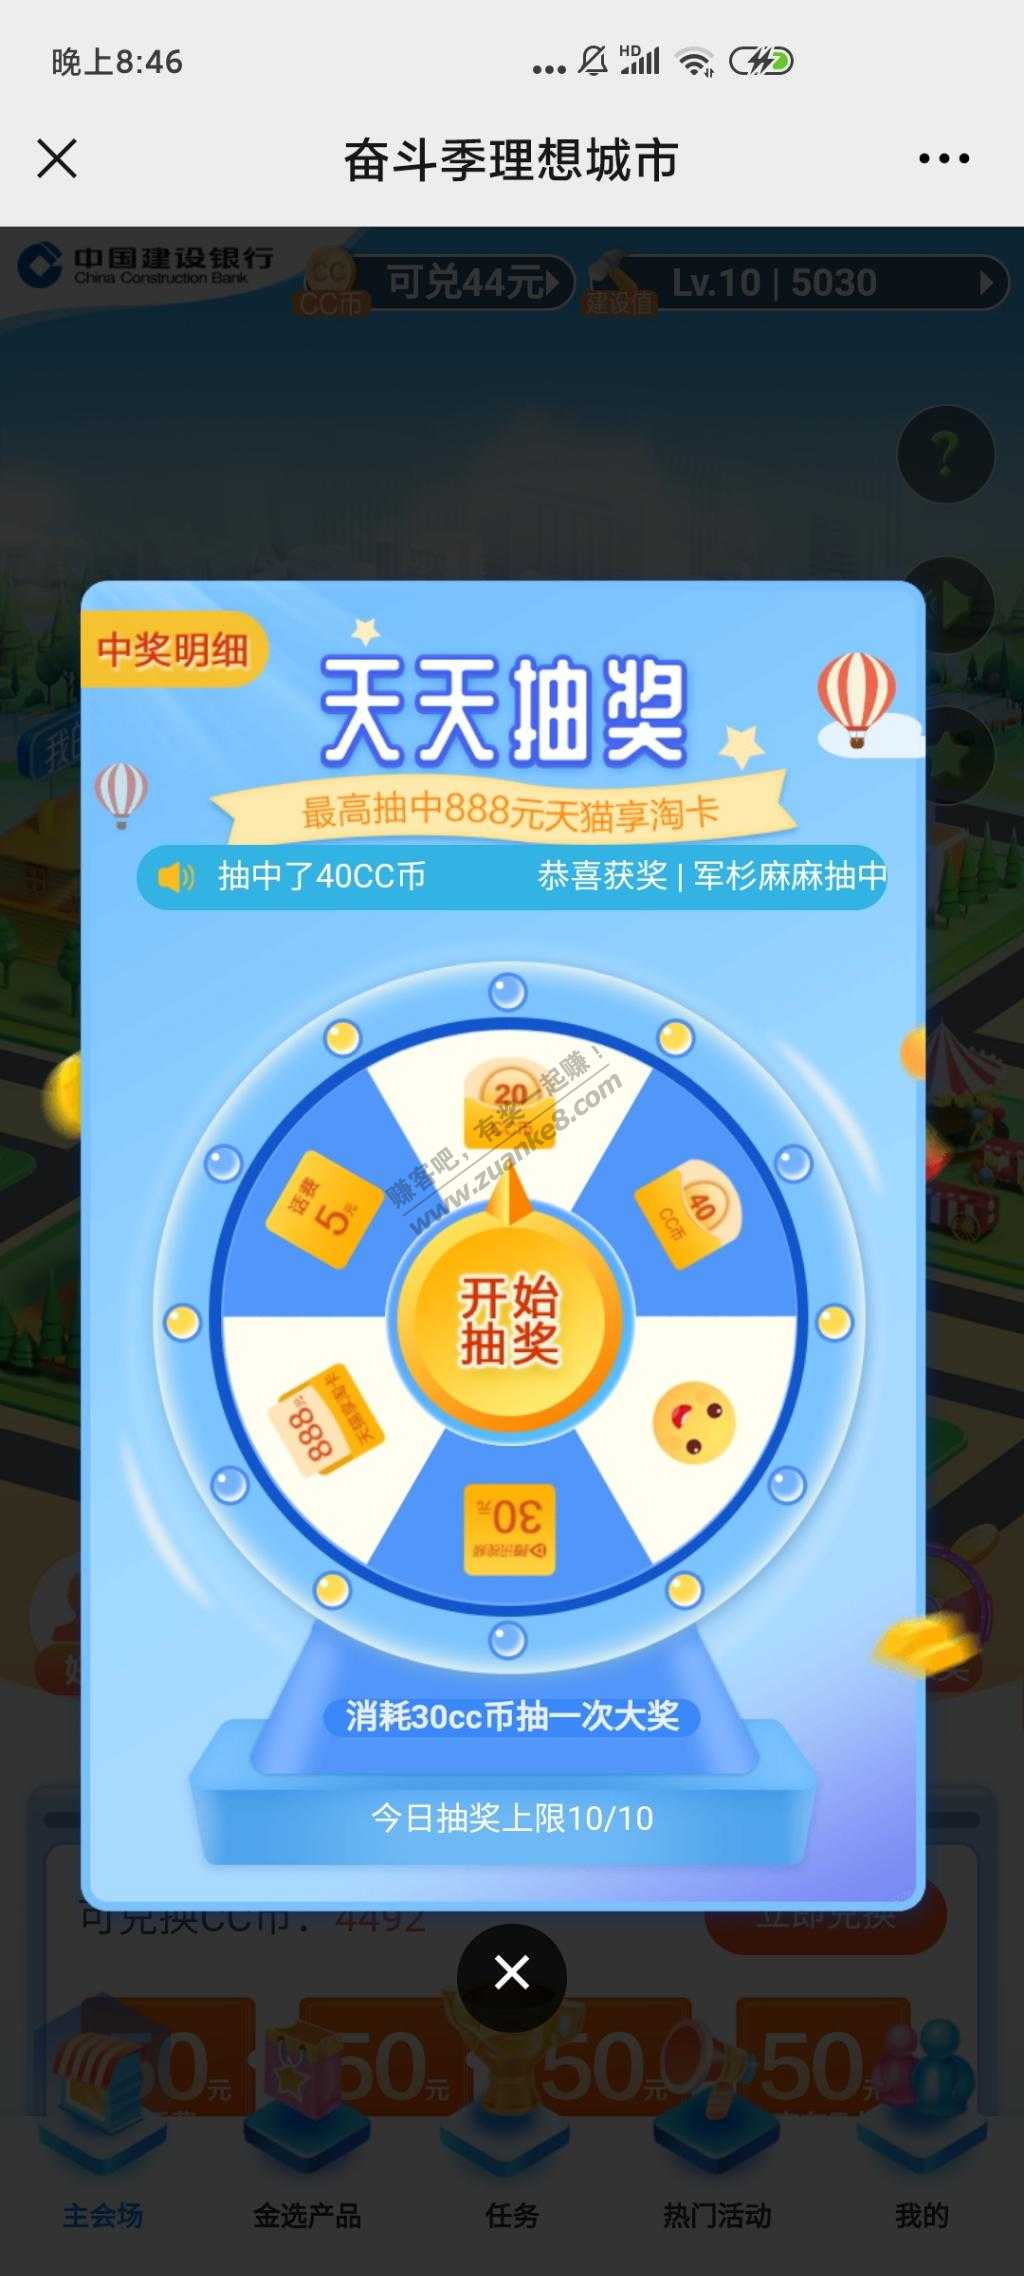 晚上8:46
HD
奋斗季理想城市
中国建设银行
China Construction Bank
CC
CC币
可兑44元
建设值
Lv.10 | 5030
?
中奖明细
天天抽奖
最高抽中888元天猫享淘卡
抽中了40CC币
恭喜获奖 | 军杉麻麻抽中
20
币
40
CC币
话费
5元
888元
天猫享淘卡
30元
腾讯视频
开始
抽奖
赚客吧，有奖一起赚！
www.zuanke8.com
消耗30cc币抽一次大奖
今日抽奖上限10/10
可兑换CC币：4492
立即兑换
50元
50元
50元
50元
主会场
金选产品
任务
热门活动
我的